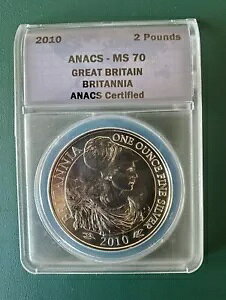 2010 2 Pounds
ANACS - MS 70
GREAT BRITAIN
BRITANNIA
ANACS Certified
BRITANNIA ONE OUNCE FINE SILVER
2010